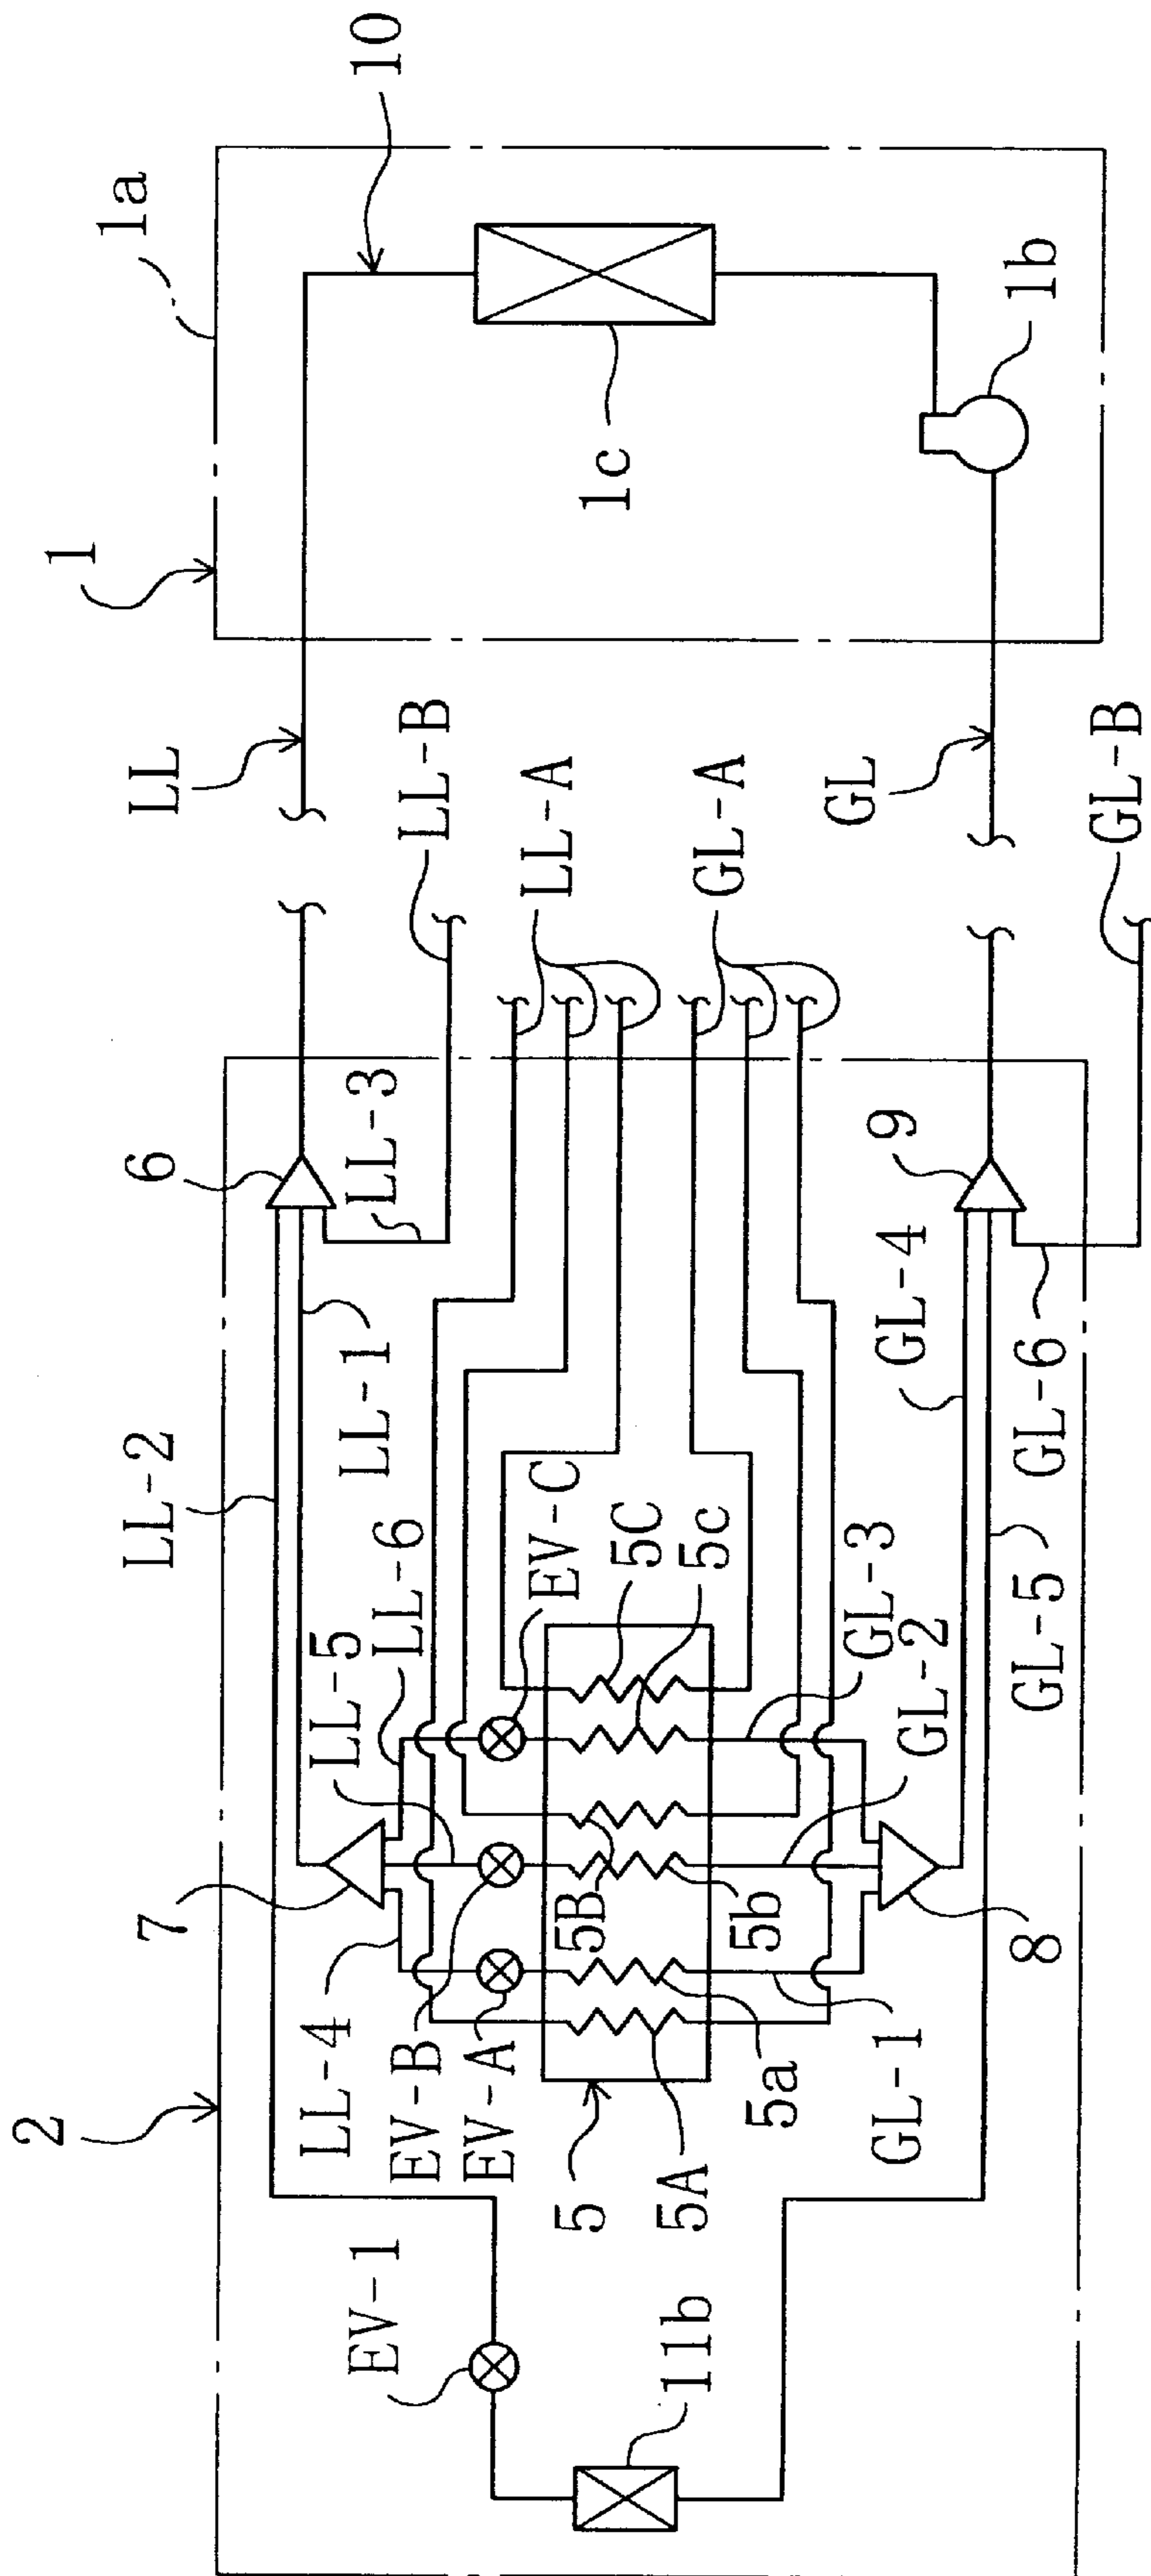 2
LL-2
6
LL
1
1a
10
7
LL-5
LL-6
LL-1
LL-3
LL-B
LL-4
EV-1
EV-B
EV-A
EV-C
LL-A
5
5A
5a
5B
5b
5C
5c
11b
1c
GL-A
GL-1
GL-2
GL-3
GL-4
9
GL
1b
8
GL-5
GL-6
GL-B